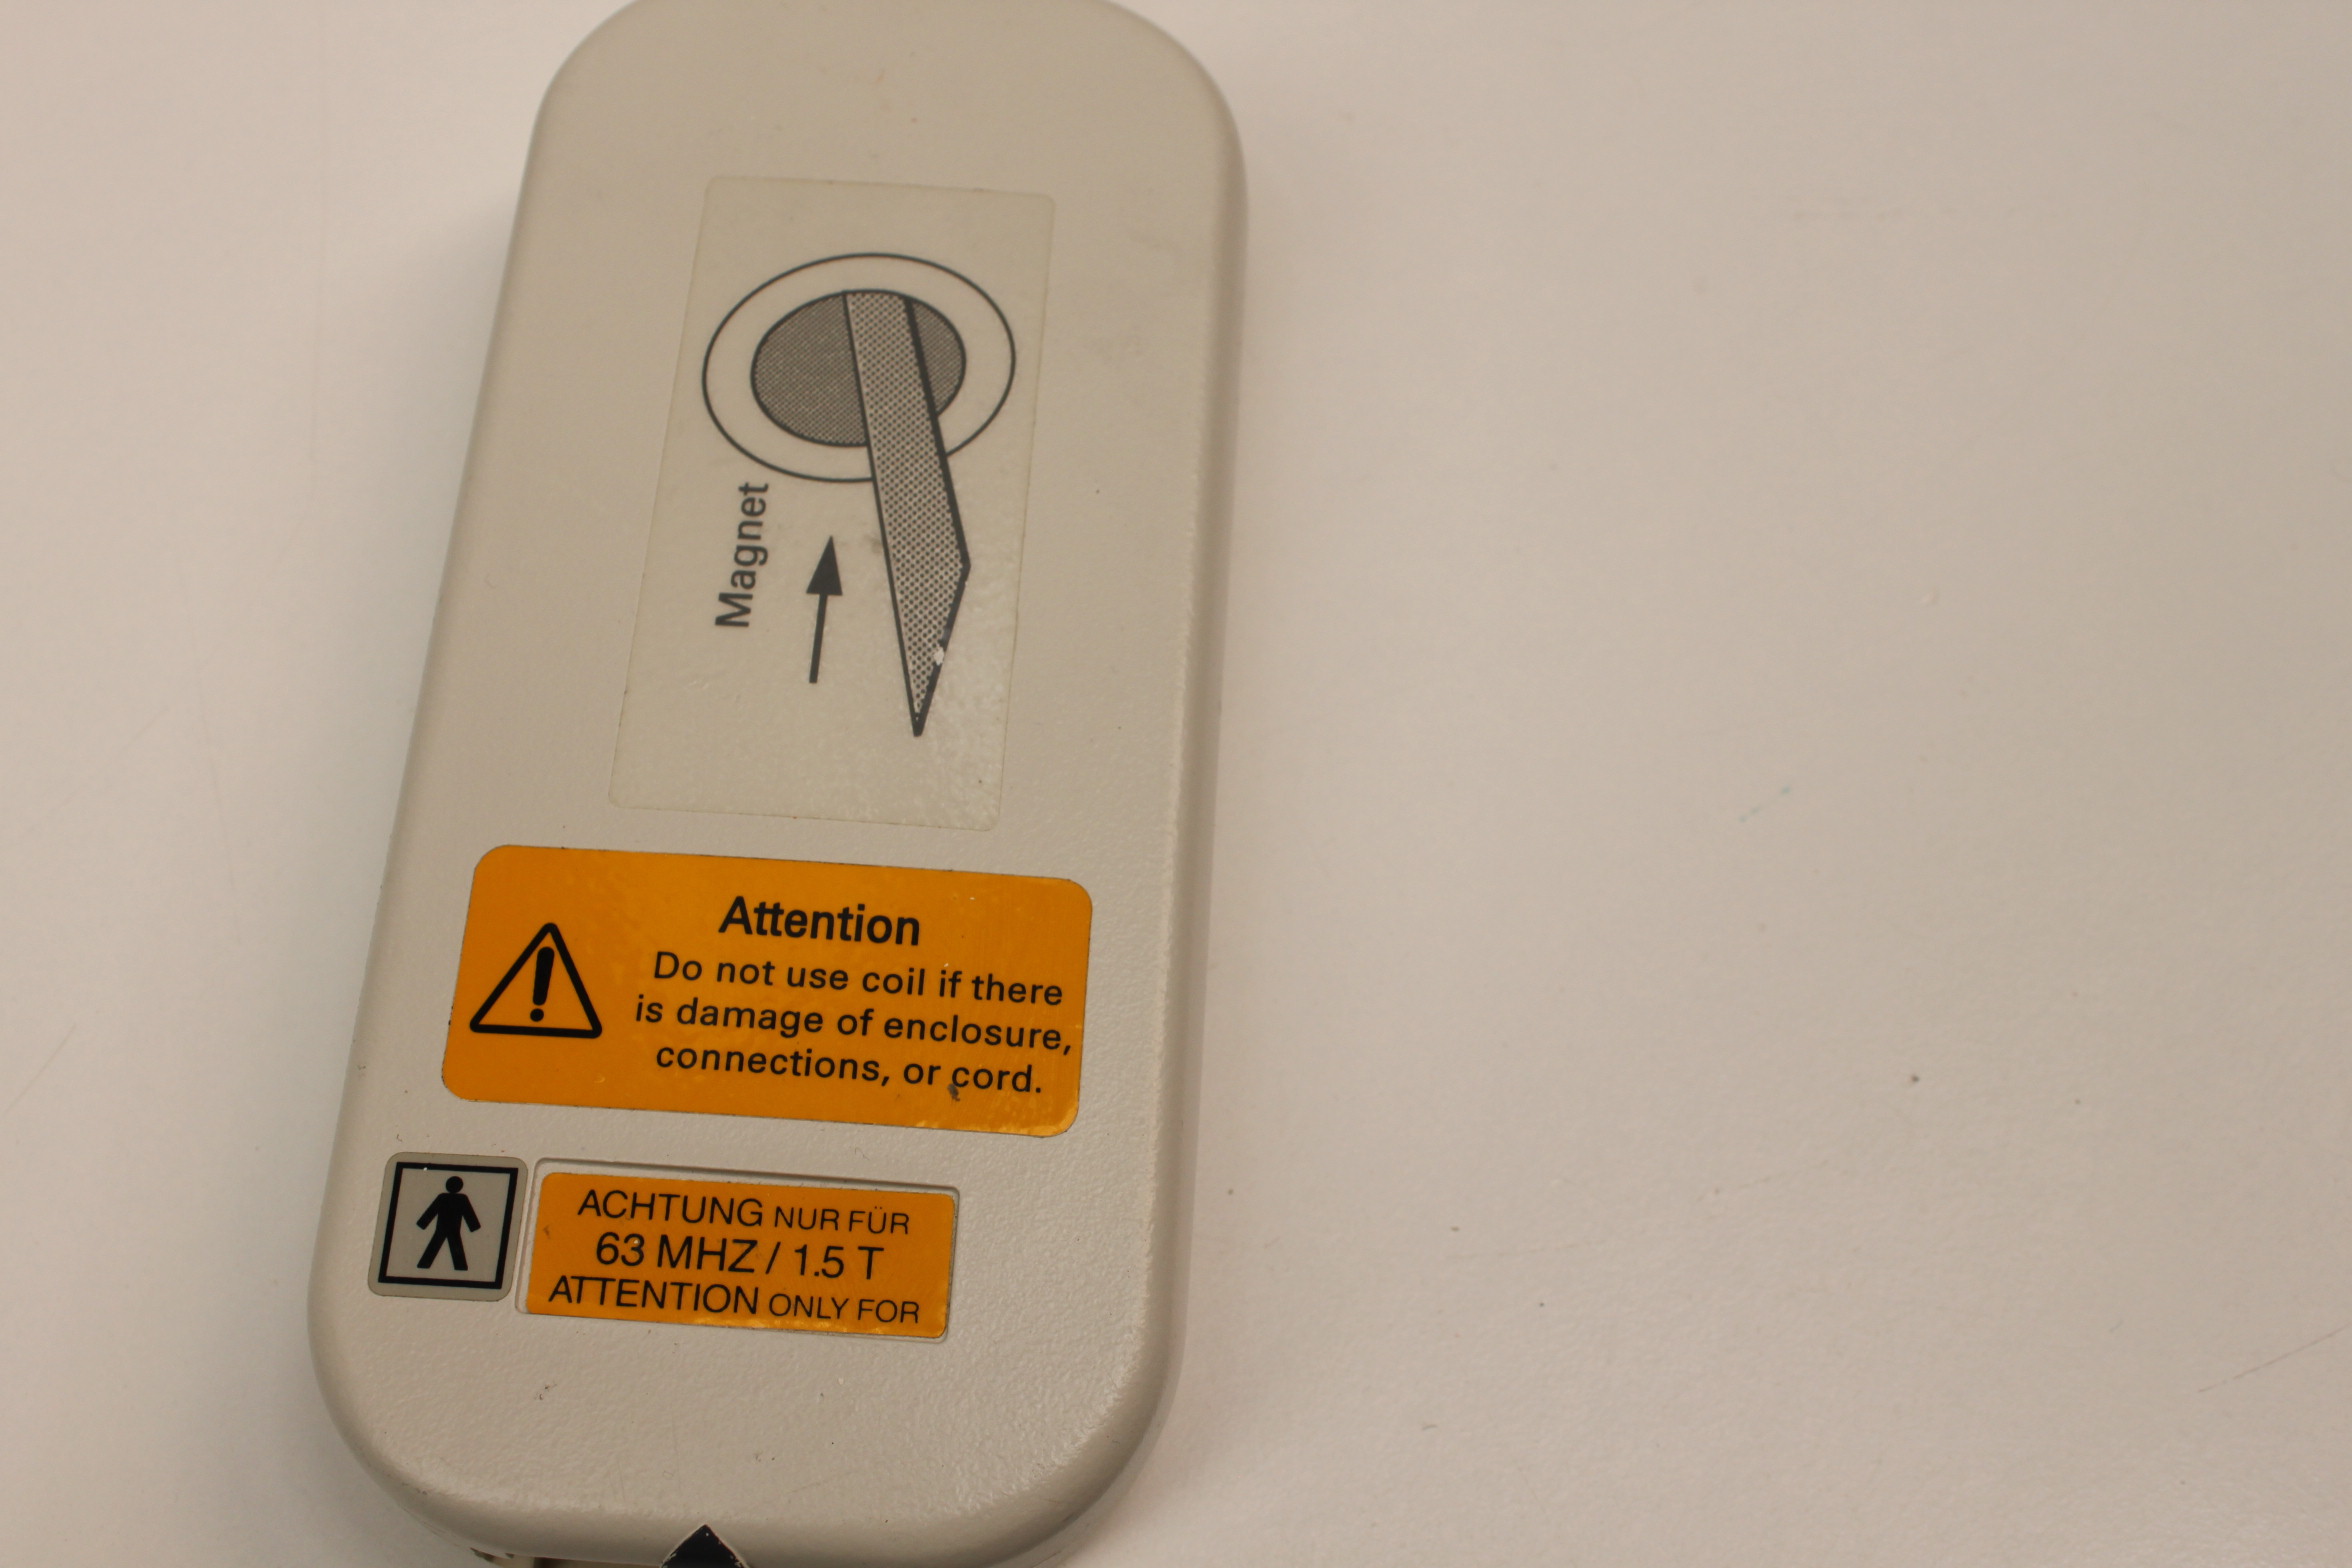 Magnet
Attention
Do not use coil if there
is damage of enclosure,
connections, or cord.
ACHTUNG NUR FÜR
63 MHZ / 1.5 T
ATTENTION ONLY FOR